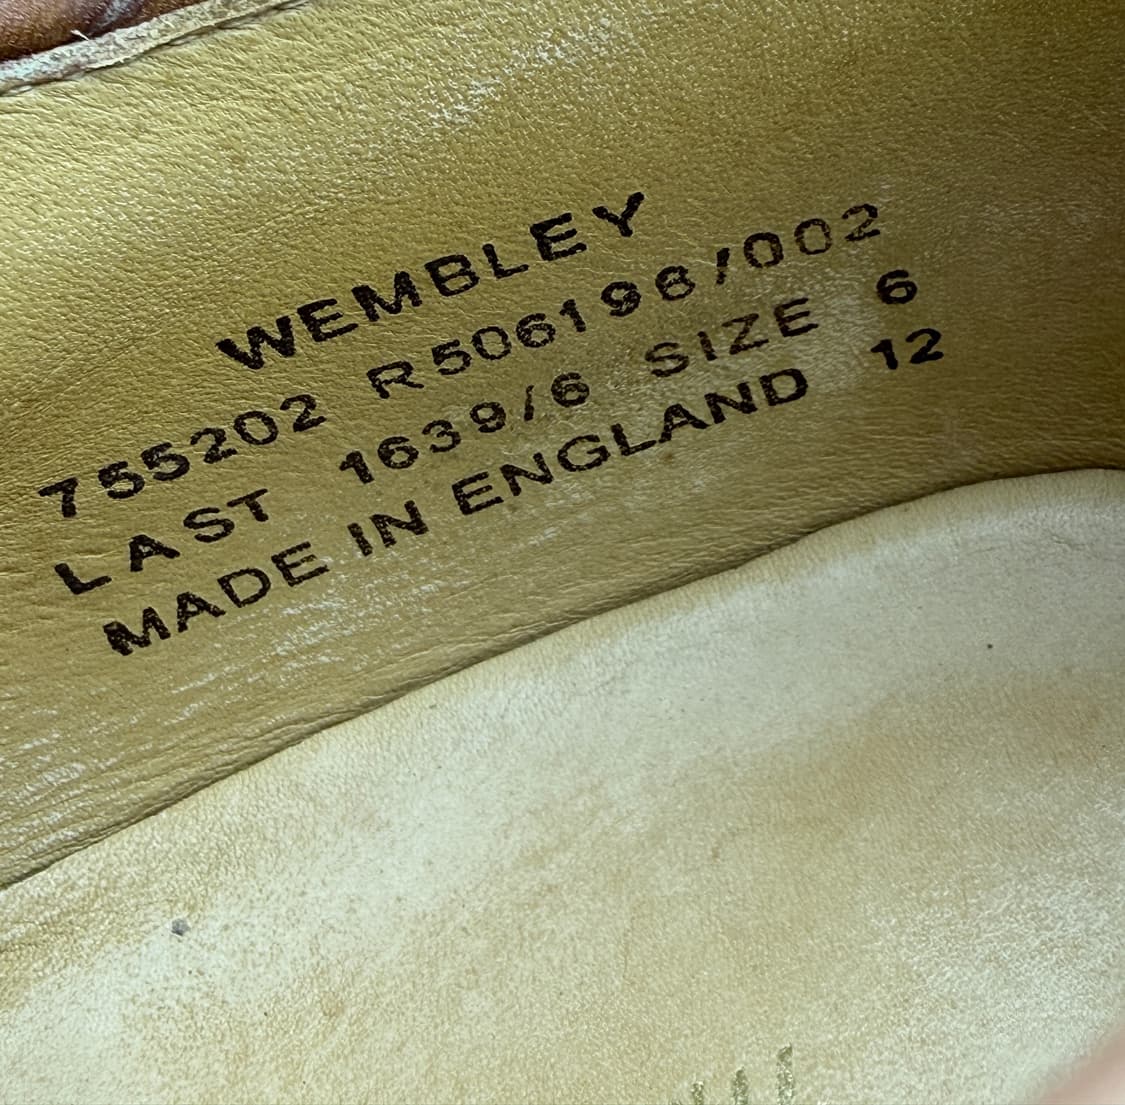 WEMBLEY
755202 R506198/002
LAST 1639/6 SIZE 6
MADE IN ENGLAND 12